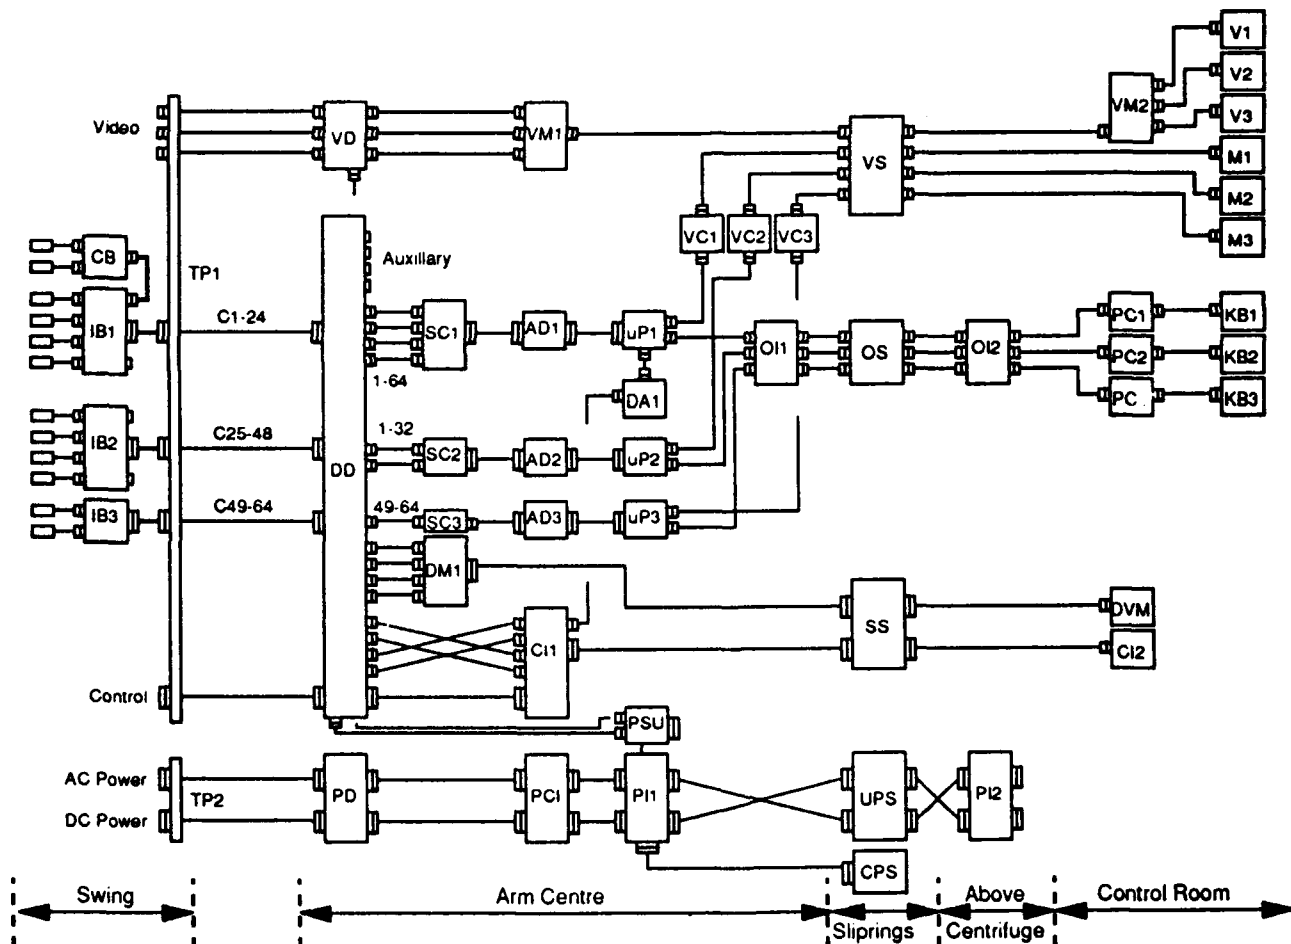 V1
V2
VM2
V3
Video
VD
VM1
VS
M1
M2
M3
VC1
VC2
VC3
CB
TP1
Auxillary
IB1
C1-24
SC1
AD1
uP1
OI1
OS
OI2
PC1
KB1
PC2
KB2
PC
KB3
1-64
DA1
IB2
C25-48
1-32
DD
SC2
AD2
uP2
IB3
C49-64
49-64
SC3
AD3
uP3
DM1
SS
DVM
CI1
CI2
Control
PSU
AC Power
TP2
PD
PCI
PI1
UPS
PI2
DC Power
CPS
Swing
Arm Centre
Sliprings
Above
Centrifuge
Control Room